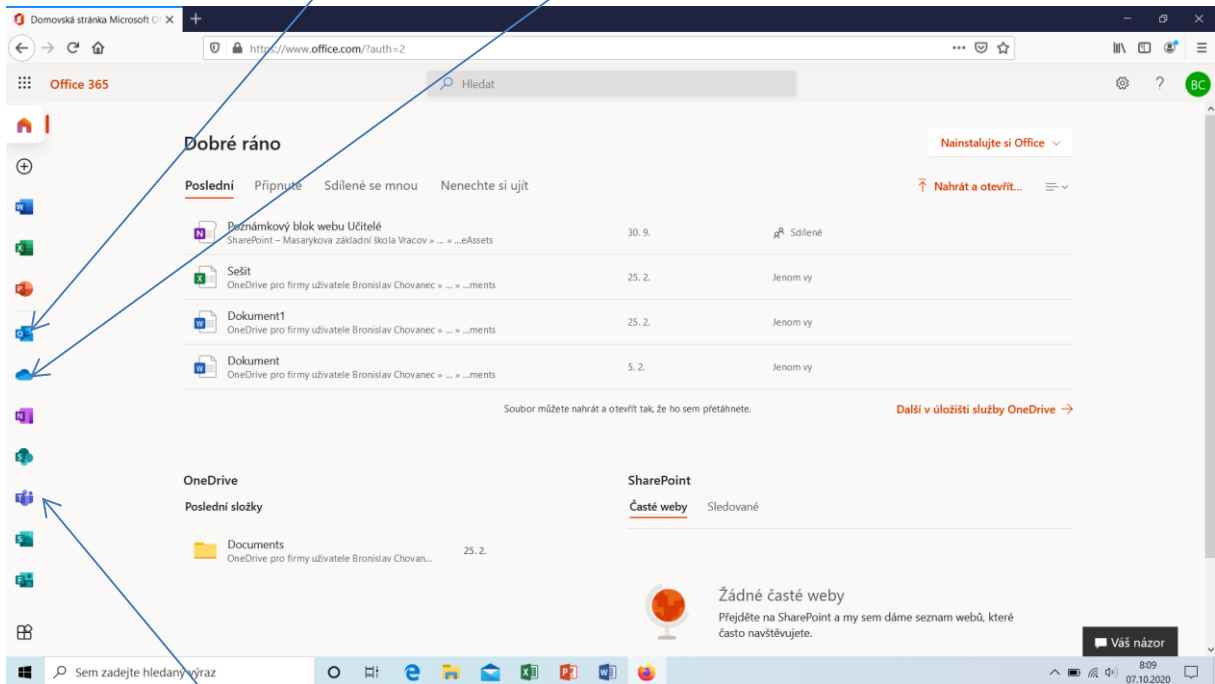 Domovská stránka Microsoft O
https://www.office.com/?auth=2
Office 365
Hledat
BC
Dobré ráno
Nainstalujte si Office
Poslední Připnuté Sdílené se mnou Nenechte si ujít
Nahrát a otevřít...
Poznámkový blok webu Učitelé
SharePoint – Masarykova základní škola Vracov » ... » ...eAssets
30. 9.
Sdílené
Sešit
OneDrive pro firmy uživatele Bronislav Chovanec » ... » ...ments
25. 2.
Jenom vy
Dokument1
OneDrive pro firmy uživatele Bronislav Chovanec » ... » ...ments
25. 2.
Jenom vy
Dokument
OneDrive pro firmy uživatele Bronislav Chovanec » ... » ...ments
5. 2.
Jenom vy
Soubor můžete nahrát a otevřít tak, že ho sem přetáhnete.
Další v úložišti služby OneDrive →
OneDrive
Poslední složky
Documents
OneDrive pro firmy uživatele Bronislav Chovan...
25. 2.
SharePoint
Časté weby Sledované
Žádné časté weby
Přejděte na SharePoint a my sem dáme seznam webů, které
často navštěvujete.
Váš názor
Sem zadejte hledaný výraz
8:09
07.10.2020